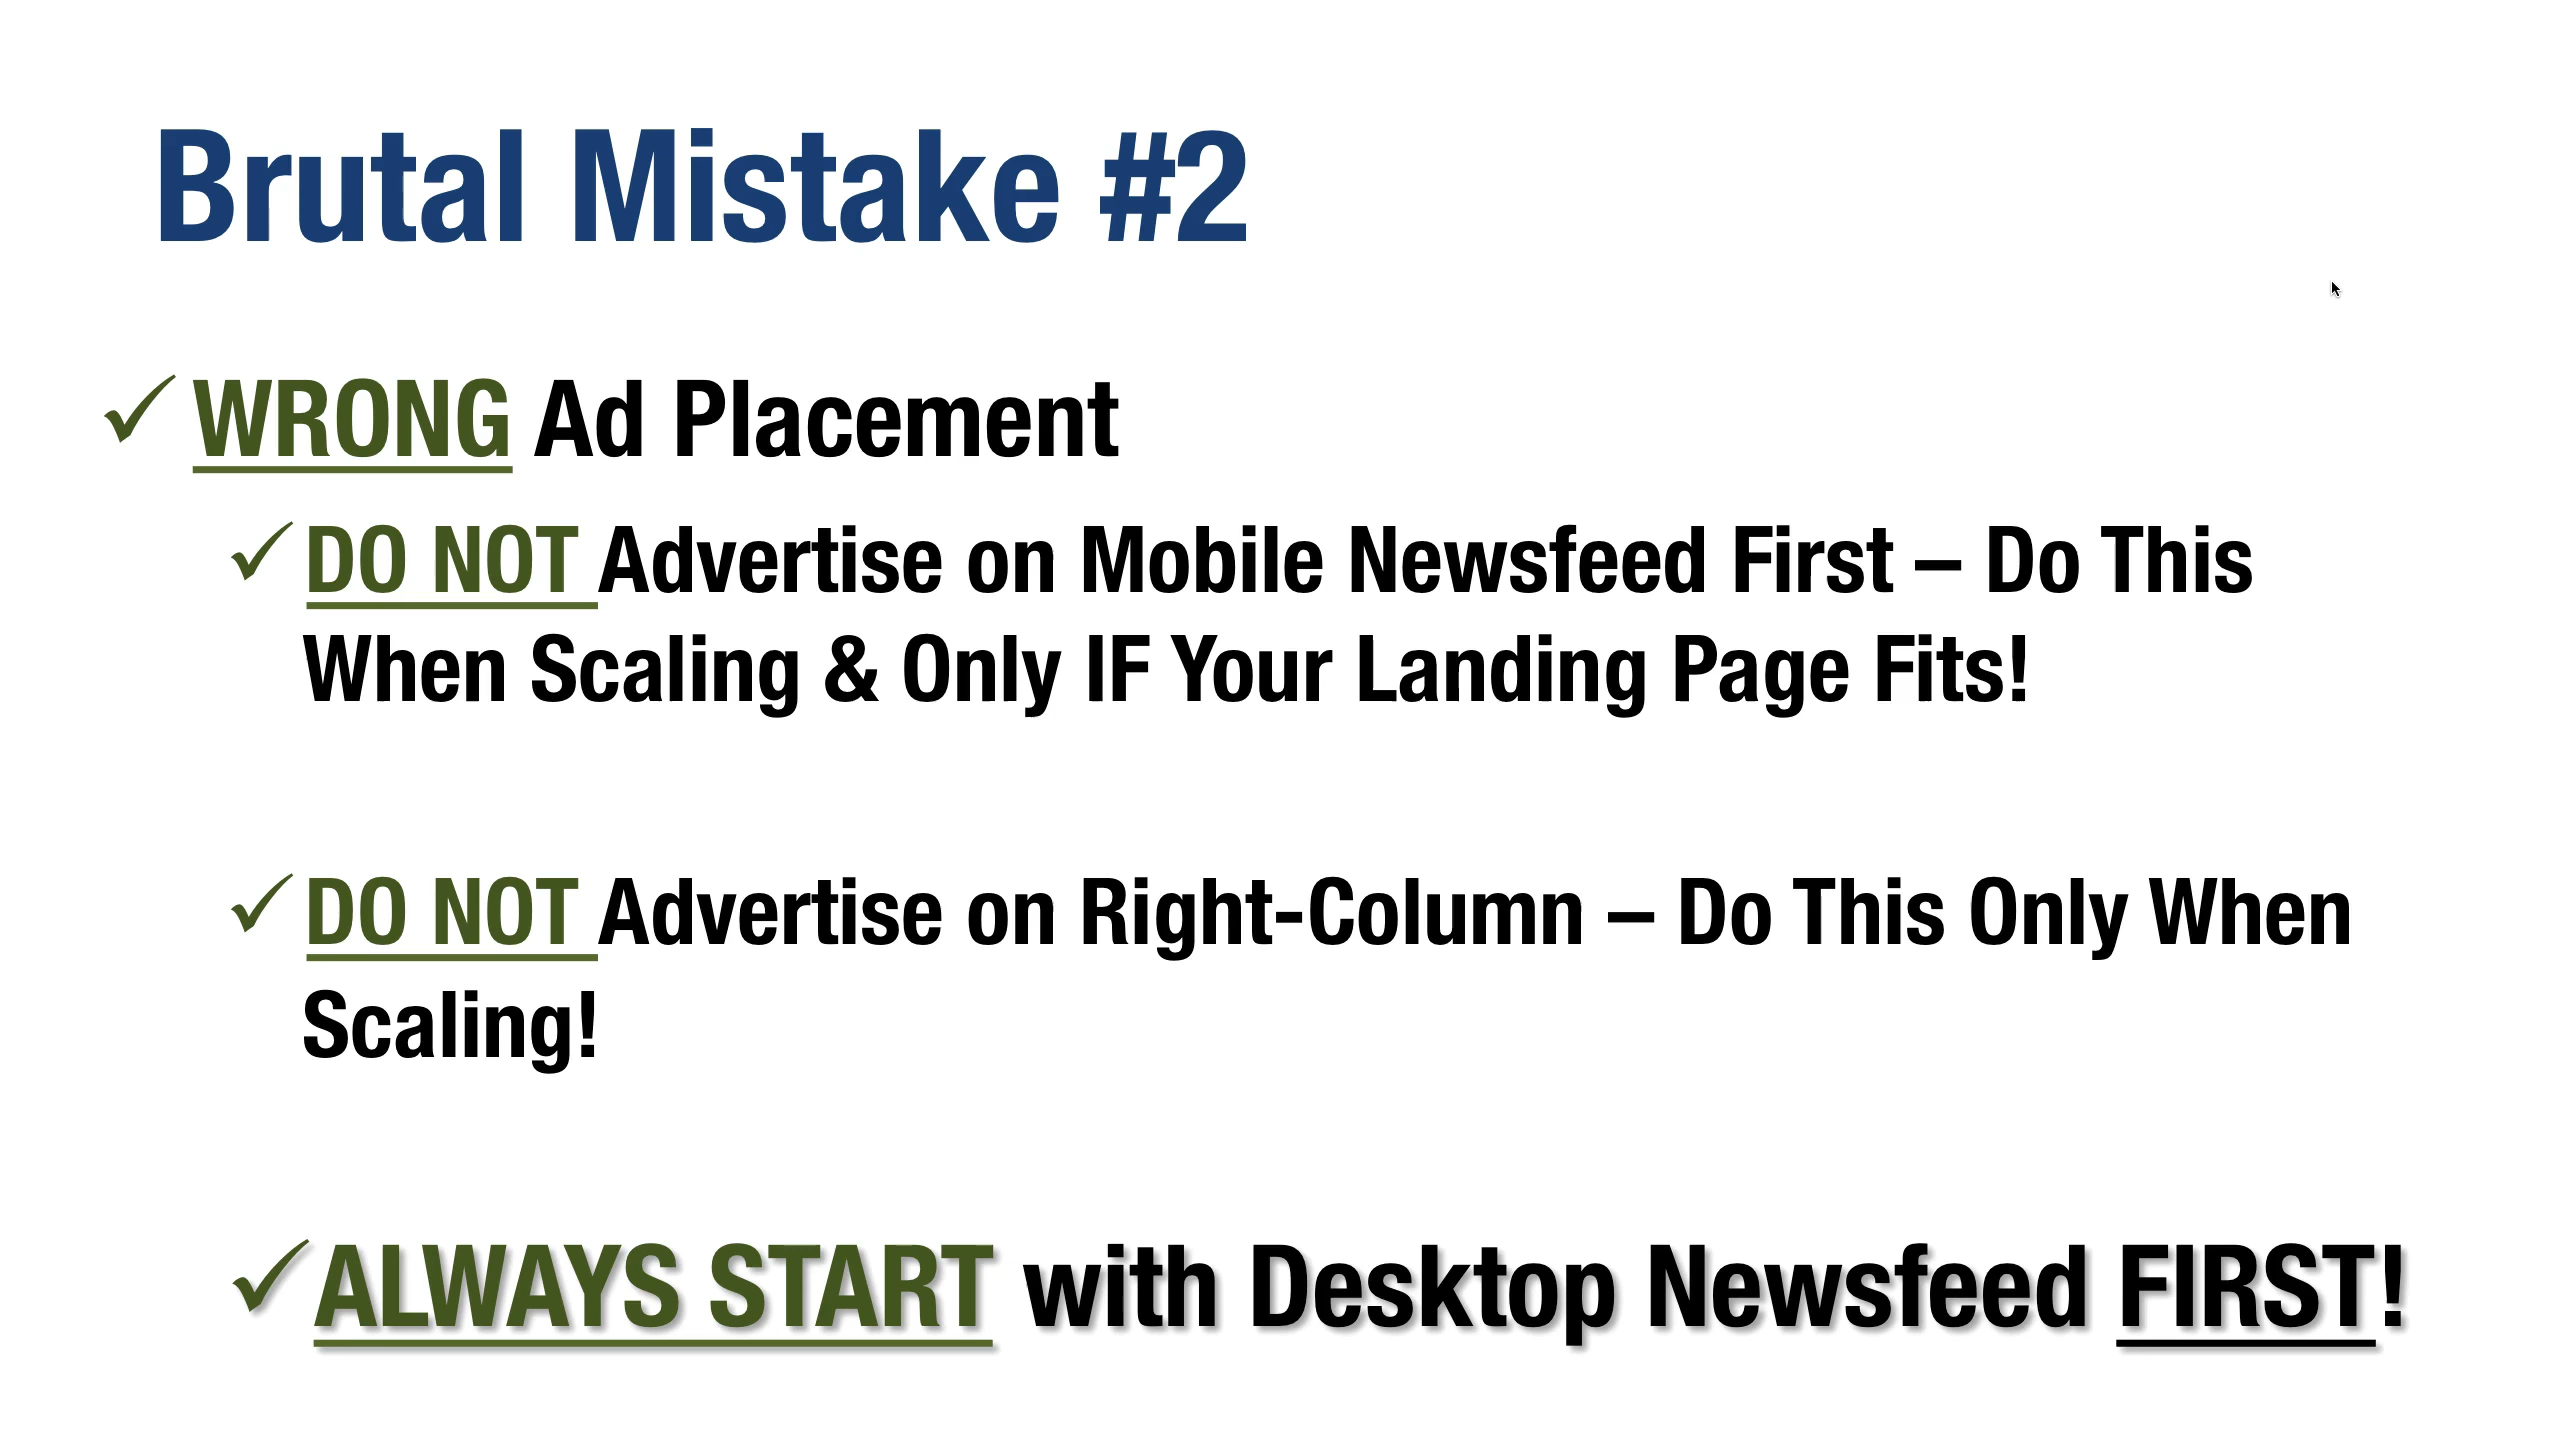 Brutal Mistake #2
WRONG Ad Placement
DO NOT Advertise on Mobile Newsfeed First – Do This
When Scaling & Only IF Your Landing Page Fits!
DO NOT Advertise on Right-Column – Do This Only When
Scaling!
ALWAYS START with Desktop Newsfeed FIRST!